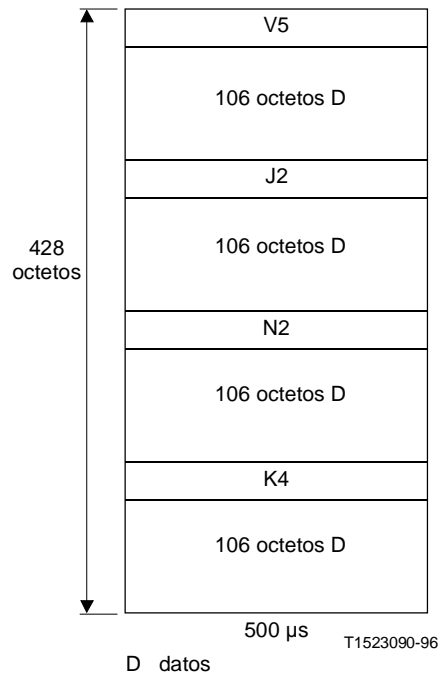 V5
106 octetos D
J2
428
octetos
106 octetos D
N2
106 octetos D
K4
106 octetos D
500 µs
T1523090-96
D datos